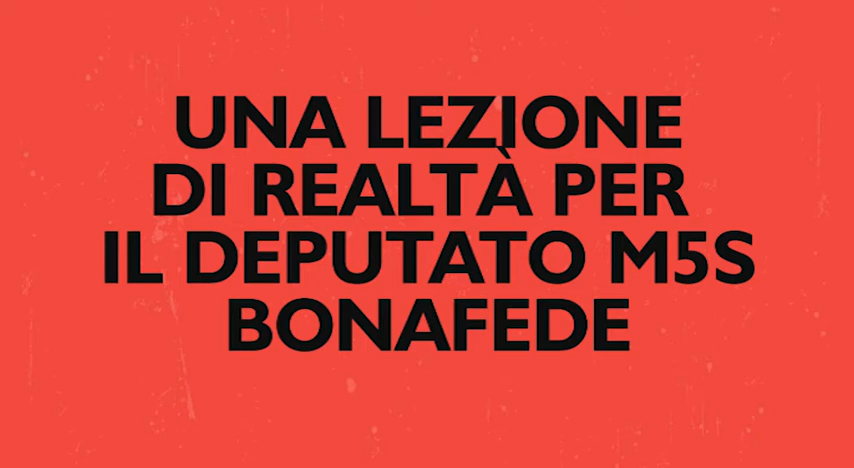 UNA LEZIONE
DI REALTÀ PER
IL DEPUTATO M5S
BONAFEDE